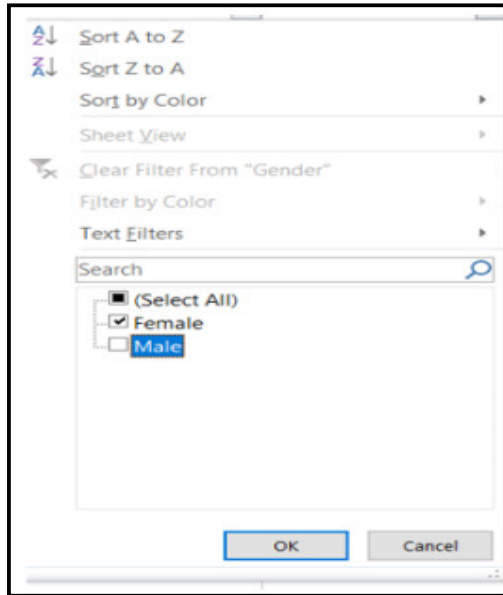 Sort A to Z
Sort Z to A
Sort by Color
Sheet View
Clear Filter From "Gender"
Filter by Color
Text Filters
Search
(Select All)
Female
Male
OK Cancel